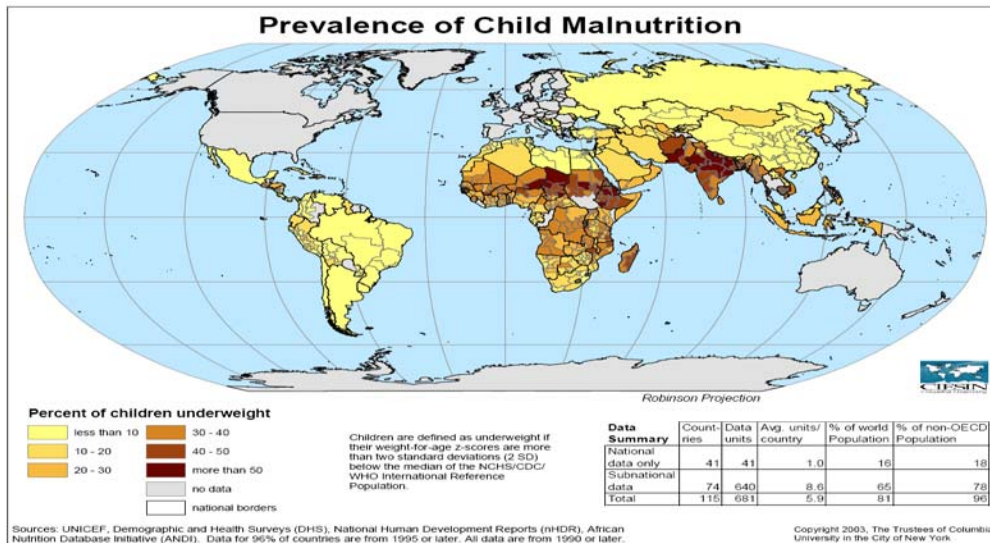 Prevalence of Child Malnutrition
CIESIN
Robinson Projection
Percent of children underweight
less than 10
10 - 20
20 - 30
30 - 40
40 - 50
more than 50
no data
national borders
Children are defined as underweight if
their weight-for-age z-scores are more
than two standard deviations (2 SD)
below the median of the NCHS/CDC/
WHO International Reference
Population.
Data Summary Count-ries Data units Avg. units/ country % of world Population % of non-OECD Population
National data only 41 41 1.0 16 18
Subnational data 74 640 8.6 65 78
Total 115 681 5.9 81 96
Sources: UNICEF, Demographic and Health Surveys (DHS), National Human Development Reports (nHDR), African
Nutrition Database Initiative (ANDI). Data for 96% of countries are from 1995 or later. All data are from 1990 or later.
Copyright 2003, The Trustees of Columbia
University in the City of New York